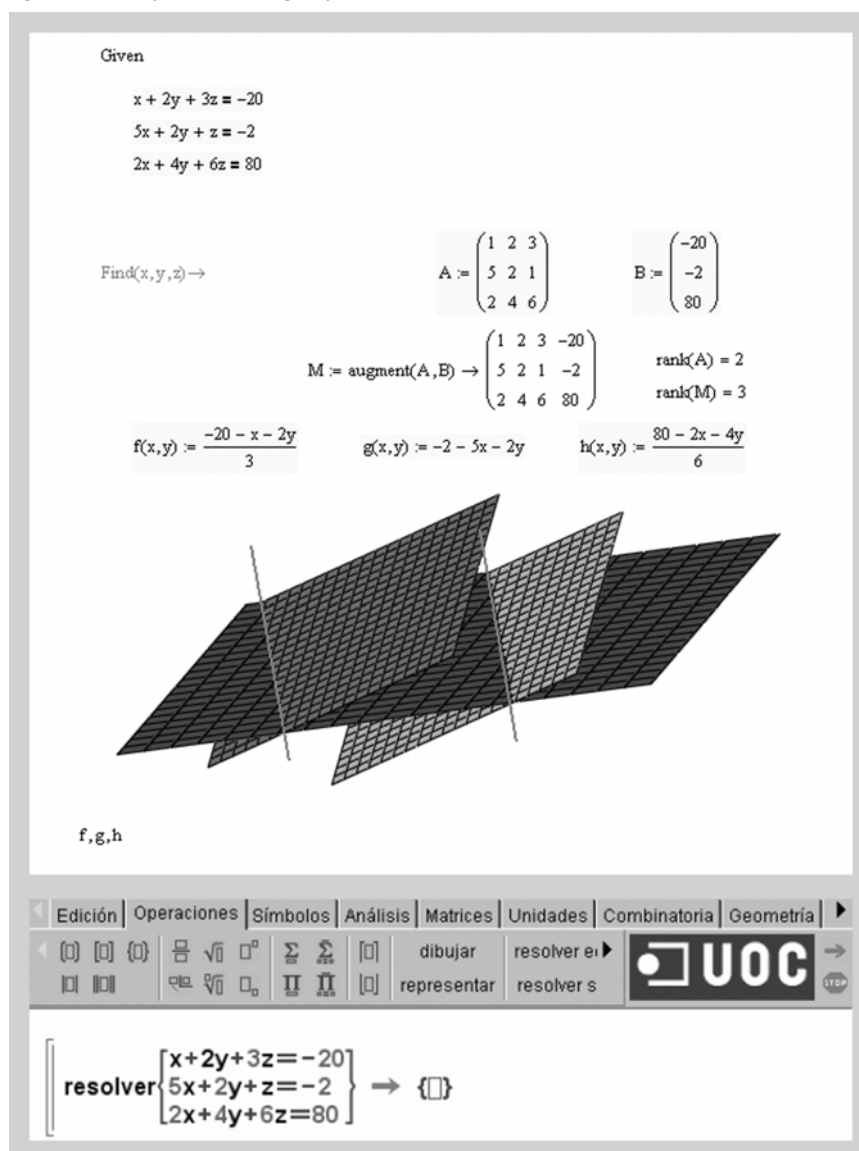 Given
x + 2y + 3z = −20
5x + 2y + z = −2
2x + 4y + 6z = 80
Find(x,y,z) →
A := (1 2 3
5 2 1
2 4 6)
B := (−20
−2
80)
M := augment(A,B) → (1 2 3 −20
5 2 1 −2
2 4 6 80)
rank(A) = 2
rank(M) = 3
f(x,y) := (−20 − x − 2y)/3
g(x,y) := −2 − 5x − 2y
h(x,y) := (80 − 2x − 4y)/6
f,g,h
Edición Operaciones Símbolos Análisis Matrices Unidades Combinatoria Geometría
dibujar resolver e
representar resolver s
UOC
STOP
resolver{[x+2y+3z=−20
5x+2y+z=−2
2x+4y+6z=80]} → {▯}